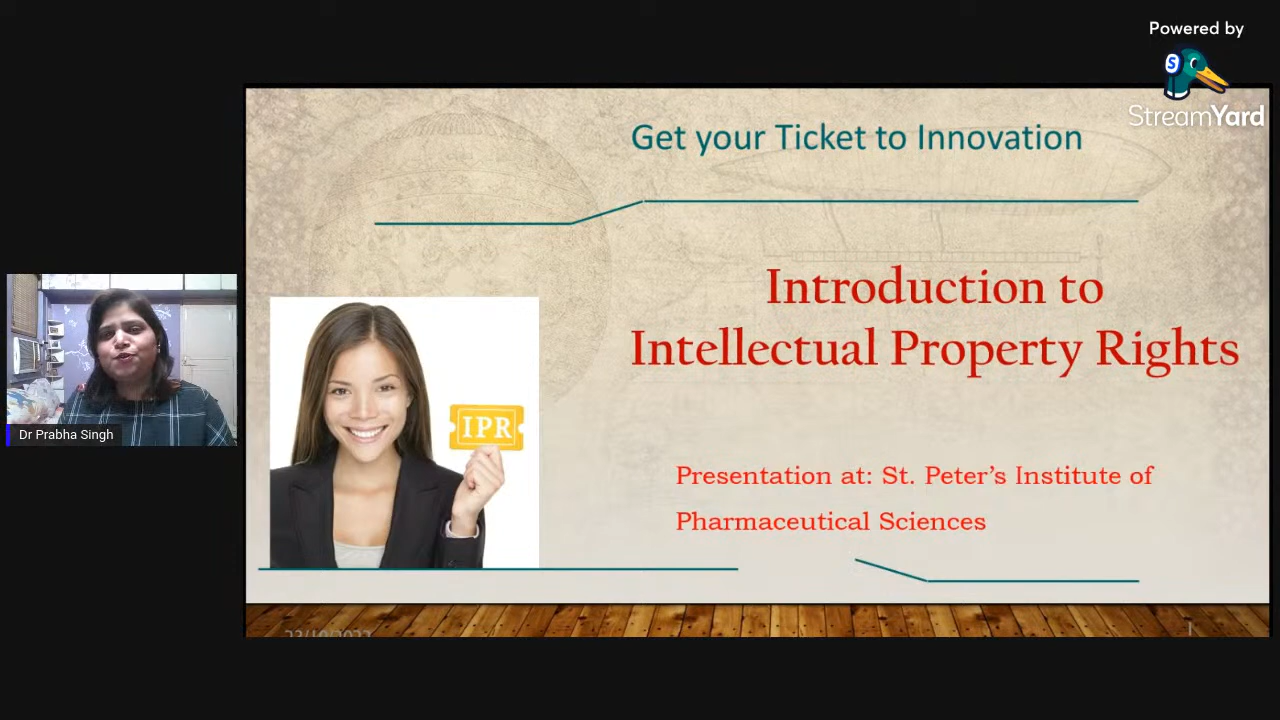 Powered by
StreamYard
Get your Ticket to Innovation
Introduction to
Intellectual Property Rights
IPR
Presentation at: St. Peter's Institute of
Pharmaceutical Sciences
Dr Prabha Singh